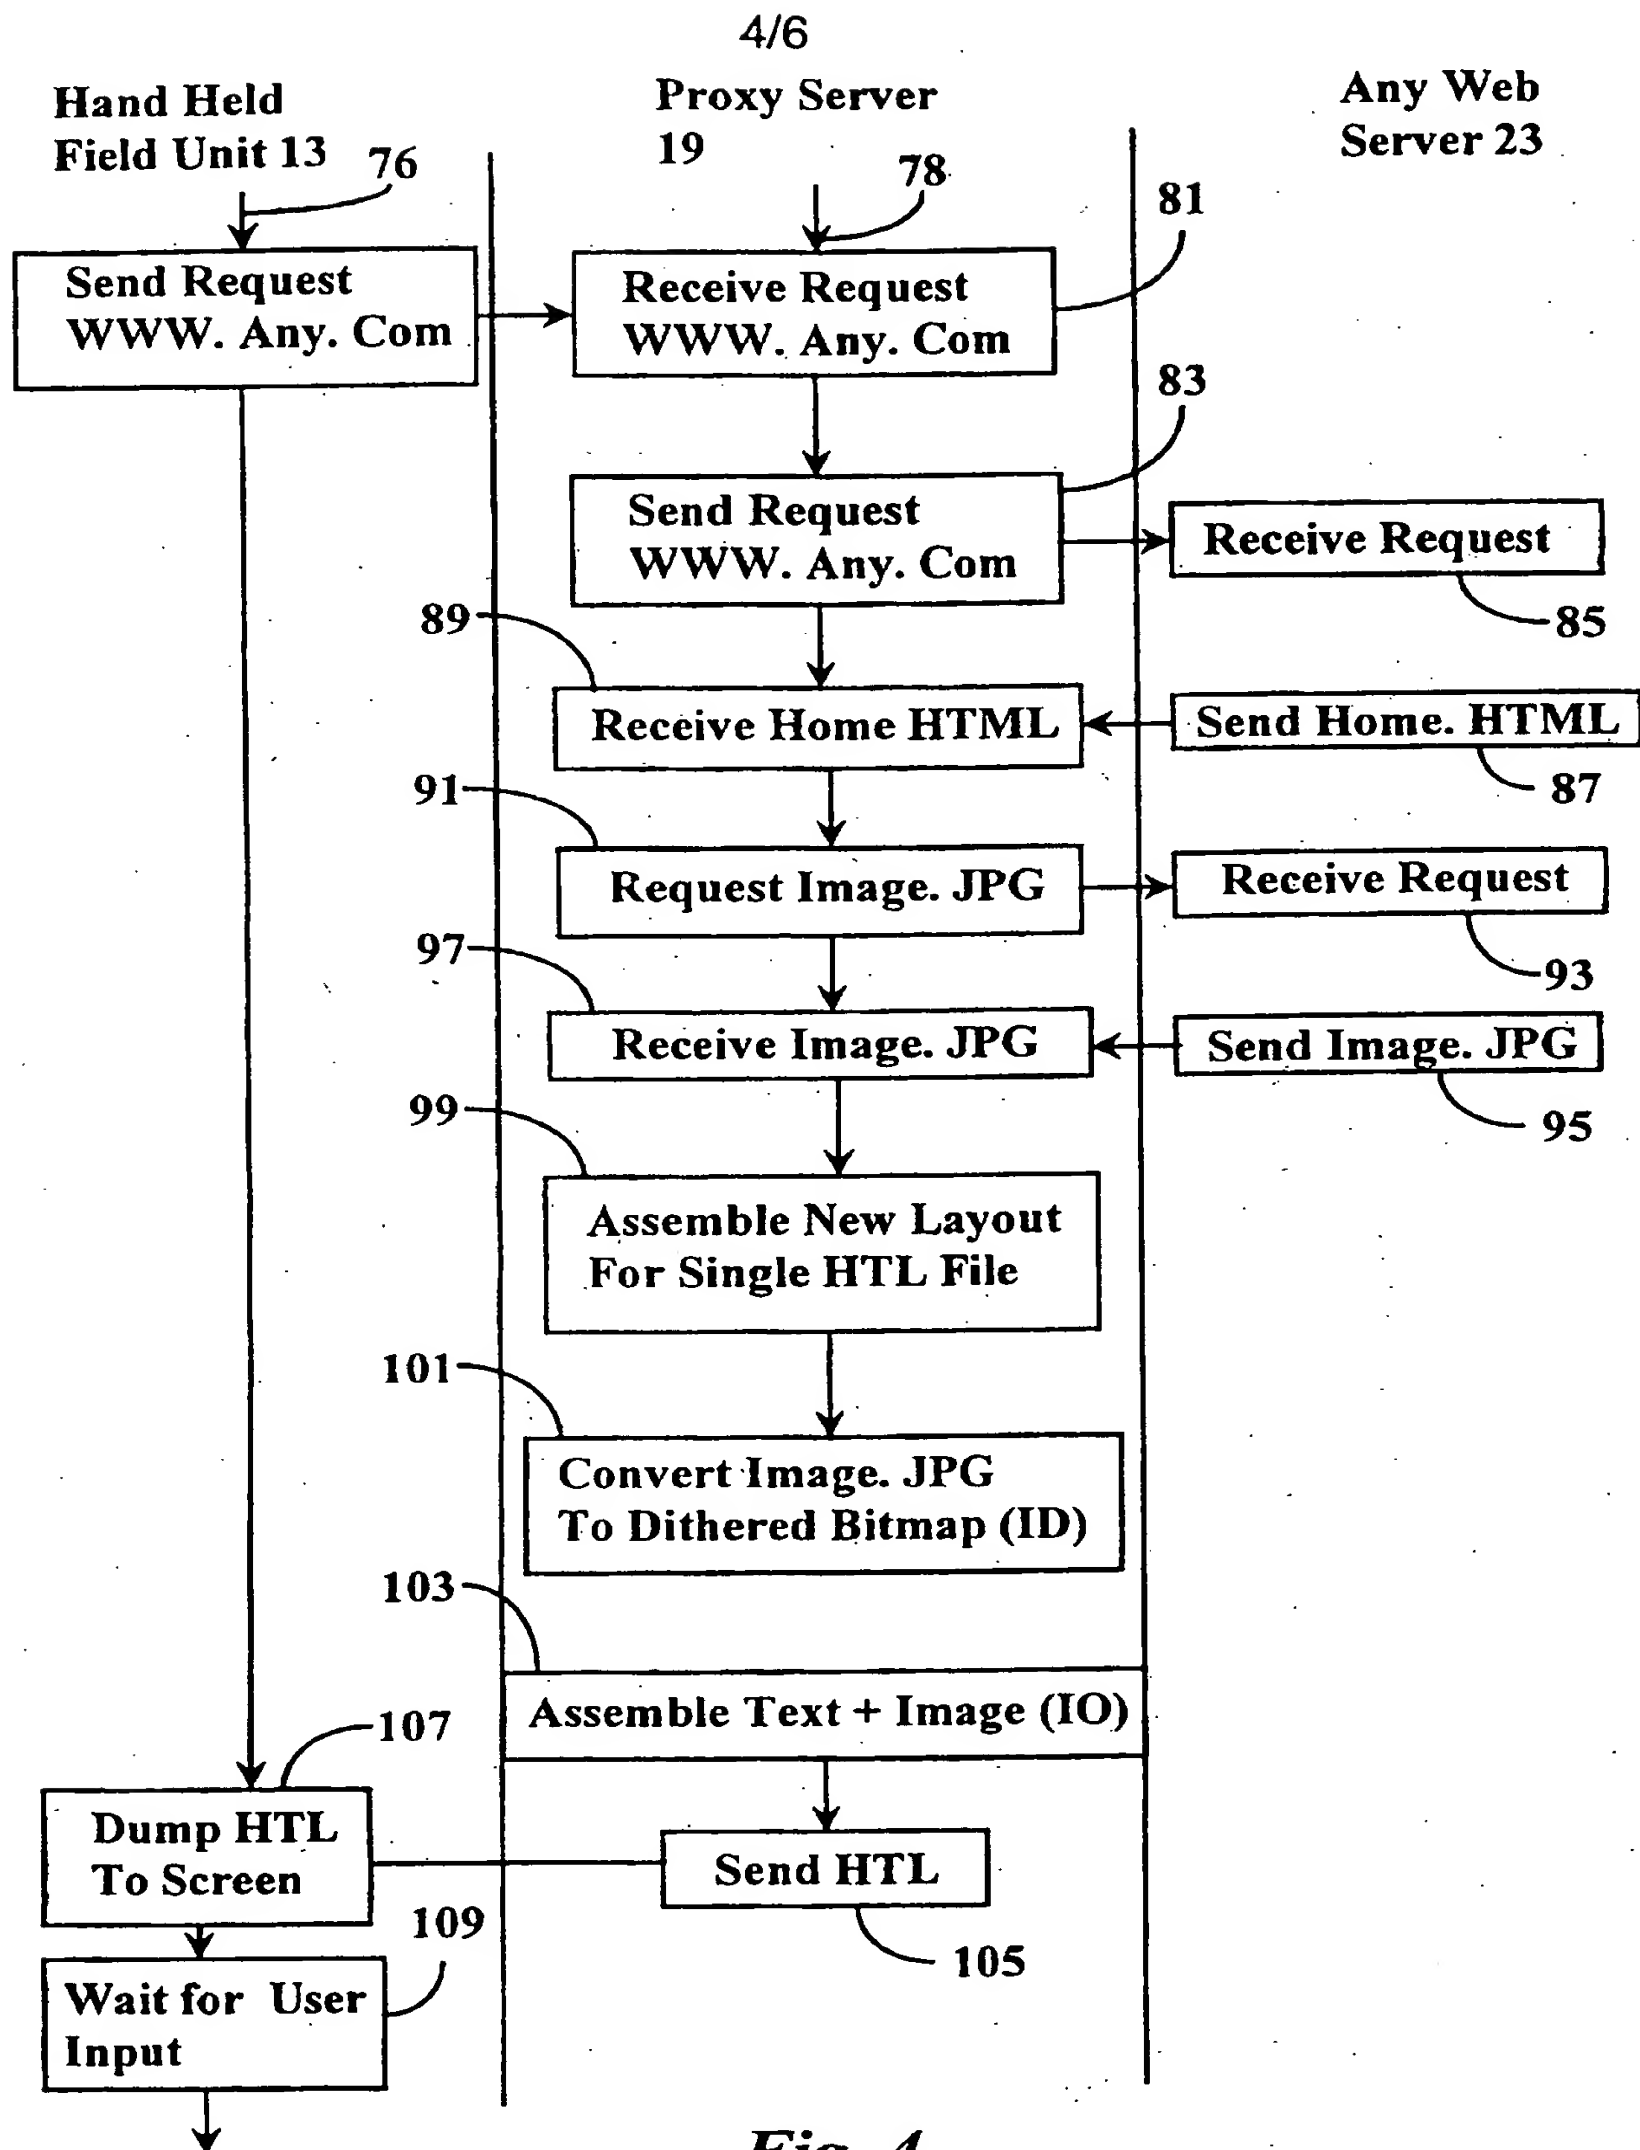 4/6
Hand Held
Field Unit 13
Proxy Server
19
Any Web
Server 23
76
78
81
Send Request
WWW. Any. Com
Receive Request
WWW. Any. Com
83
Send Request
WWW. Any. Com
Receive Request
85
89
Receive Home HTML
Send Home. HTML
87
91
Request Image. JPG
Receive Request
93
97
Receive Image. JPG
Send Image. JPG
95
99
Assemble New Layout
For Single HTL File
101
Convert Image. JPG
To Dithered Bitmap (ID)
103
Assemble Text + Image (IO)
107
Dump HTL
To Screen
Send HTL
105
109
Wait for User
Input
Fig. 4